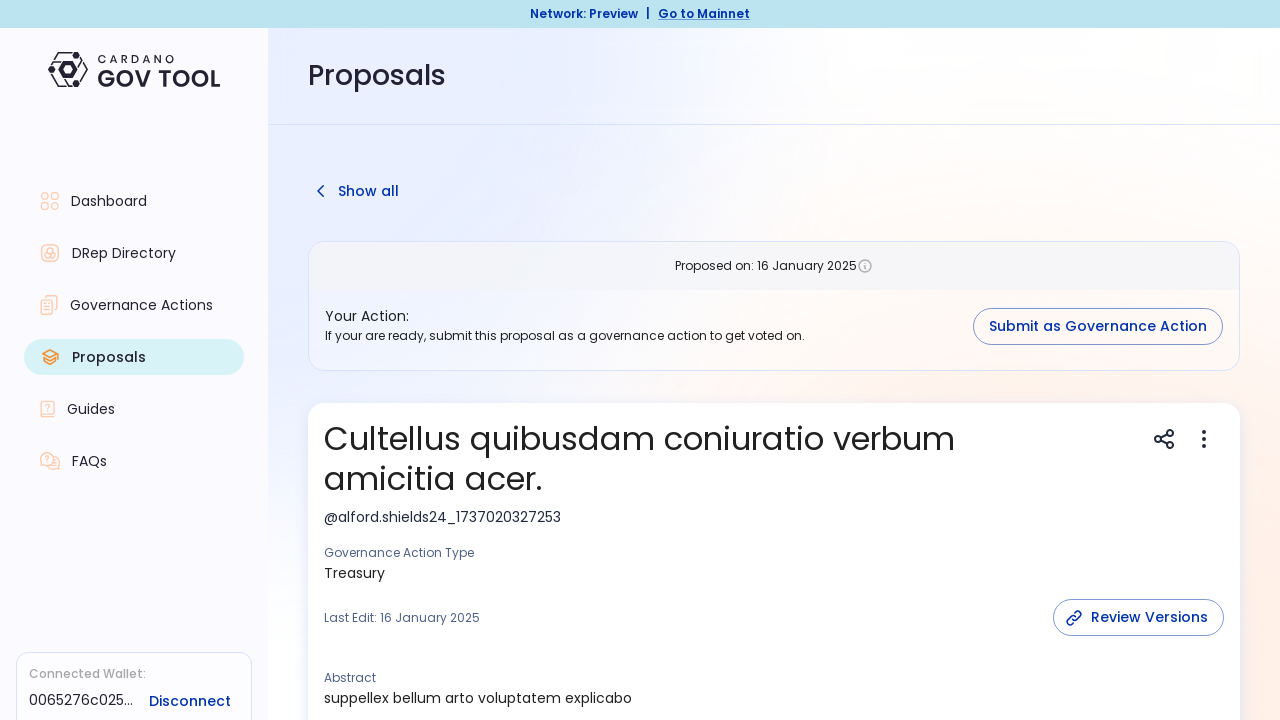 Network: Preview | Go to Mainnet
CARDANO
GOV TOOL
Proposals
Dashboard
DRep Directory
Governance Actions
Proposals
Guides
FAQs
Connected Wallet:
0065276c025...
Disconnect
Show all
Proposed on: 16 January 2025
Your Action:
If your are ready, submit this proposal as a governance action to get voted on.
Submit as Governance Action
Cultellus quibusdam coniuratio verbum
amicitia acer.
@alford.shields24_1737020327253
Governance Action Type
Treasury
Last Edit: 16 January 2025
Review Versions
Abstract
suppellex bellum arto voluptatem explicabo